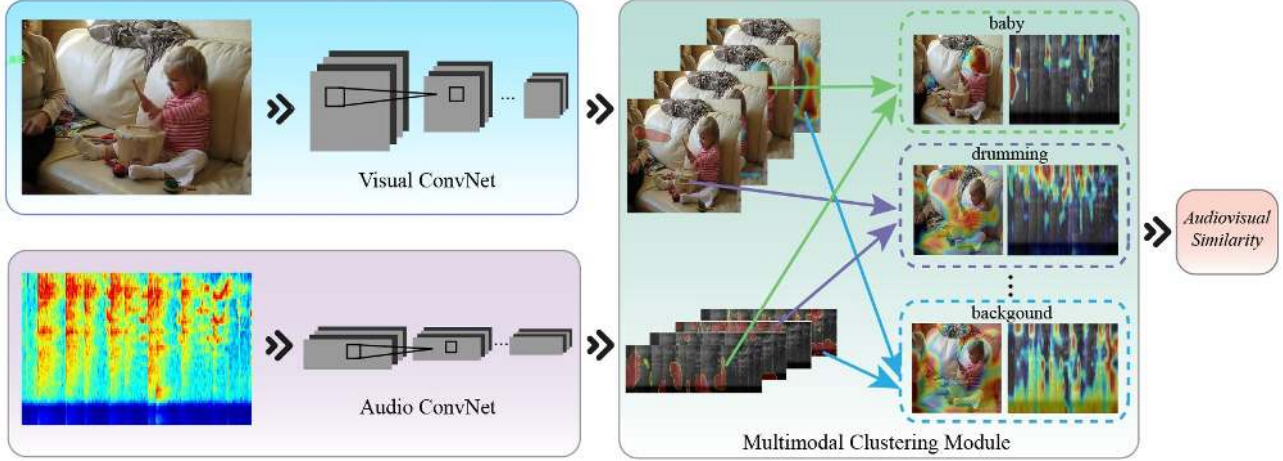 Visual ConvNet
...
Audio ConvNet
...
baby
drumming
backgound
Multimodal Clustering Module
Audiovisual
Similarity